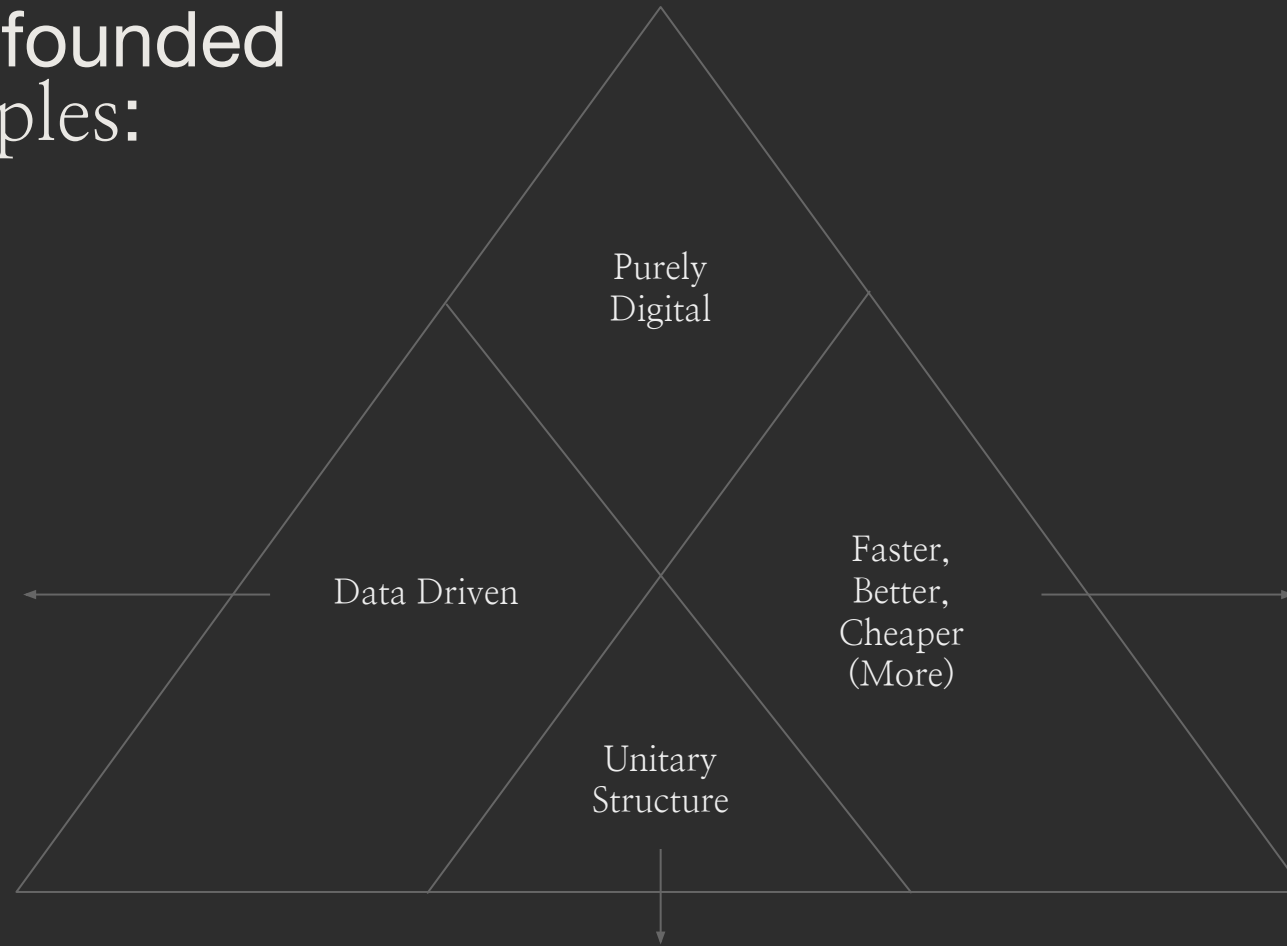 founded
ples:
Purely
Digital
Data Driven
Faster,
Better,
Cheaper
(More)
Unitary
Structure